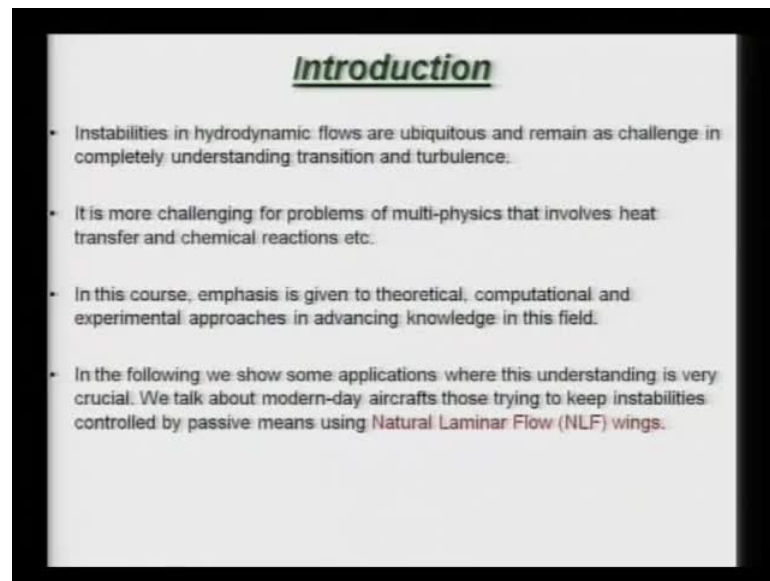 Introduction
• Instabilities in hydrodynamic flows are ubiquitous and remain as challenge in
completely understanding transition and turbulence.
• It is more challenging for problems of multi-physics that involves heat
transfer and chemical reactions etc.
• In this course, emphasis is given to theoretical, computational and
experimental approaches in advancing knowledge in this field.
• In the following we show some applications where this understanding is very
crucial. We talk about modern-day aircrafts those trying to keep instabilities
controlled by passive means using Natural Laminar Flow (NLF) wings.